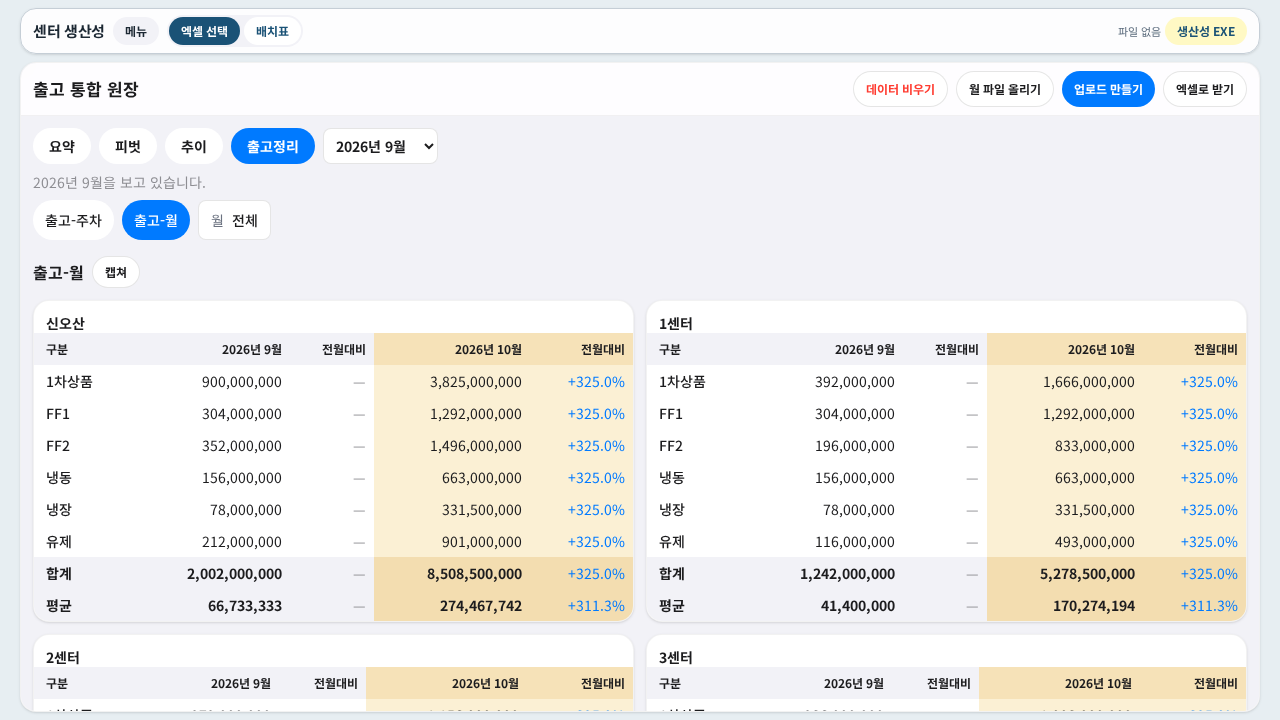 센터 생산성 메뉴 엑셀 선택 배치표 파일 없음 생산성 EXE
출고 통합 원장 데이터 비우기 월 파일 올리기 업로드 만들기 엑셀로 받기
요약 피벗 추이 출고정리 2026년 9월
2026년 9월을 보고 있습니다.
출고-주차 출고-월 월 전체
출고-월 캡쳐
신오산
구분 2026년 9월 전월대비 2026년 10월 전월대비
1차상품 900,000,000 — 3,825,000,000 +325.0%
FF1 304,000,000 — 1,292,000,000 +325.0%
FF2 352,000,000 — 1,496,000,000 +325.0%
냉동 156,000,000 — 663,000,000 +325.0%
냉장 78,000,000 — 331,500,000 +325.0%
유제 212,000,000 — 901,000,000 +325.0%
합계 2,002,000,000 — 8,508,500,000 +325.0%
평균 66,733,333 — 274,467,742 +311.3%
1센터
구분 2026년 9월 전월대비 2026년 10월 전월대비
1차상품 392,000,000 — 1,666,000,000 +325.0%
FF1 304,000,000 — 1,292,000,000 +325.0%
FF2 196,000,000 — 833,000,000 +325.0%
냉동 156,000,000 — 663,000,000 +325.0%
냉장 78,000,000 — 331,500,000 +325.0%
유제 116,000,000 — 493,000,000 +325.0%
합계 1,242,000,000 — 5,278,500,000 +325.0%
평균 41,400,000 — 170,274,194 +311.3%
2센터
구분 2026년 9월 전월대비 2026년 10월 전월대비
3센터
구분 2026년 9월 전월대비 2026년 10월 전월대비